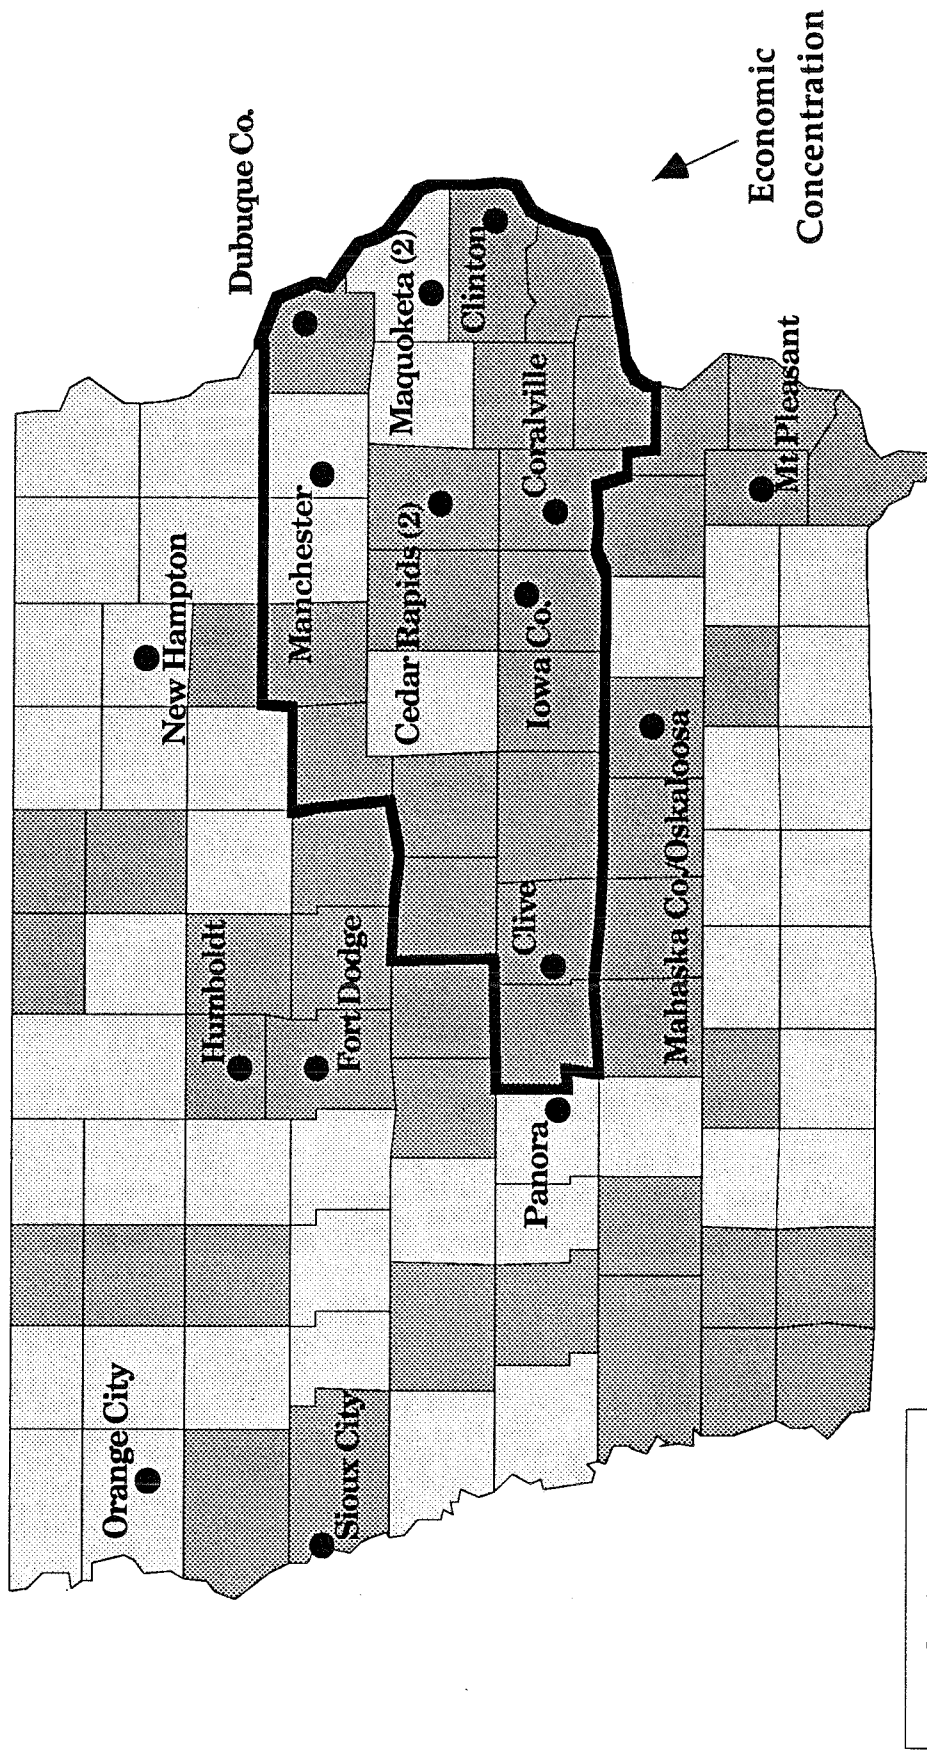 Dubuque Co.
New Hampton
Orange City
Humboldt
Manchester
Fort Dodge
Sioux City
Maquoketa (2)
Cedar Rapids (2)
Clinton
Coralville
Iowa Co.
Clive
Panora
Mahaska Co./Oskaloosa
Mt Pleasant
Economic
Concentration